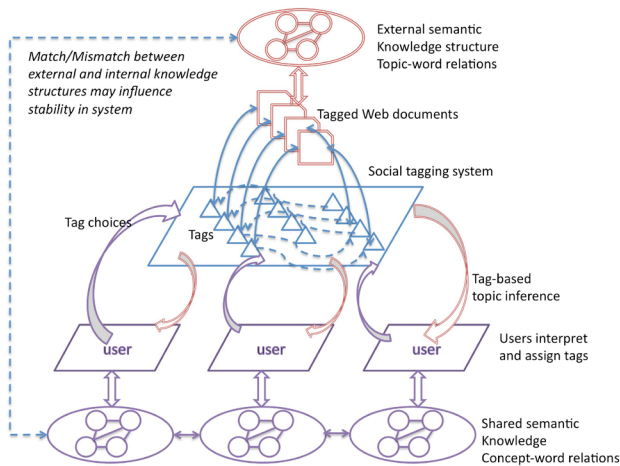 External semantic
Knowledge structure
Topic-word relations
Match/Mismatch between
external and internal knowledge
structures may influence
stability in system
Tagged Web documents
Social tagging system
Tag choices
Tags
Tag-based
topic inference
user
user
user
Users interpret
and assign tags
Shared semantic
Knowledge
Concept-word relations